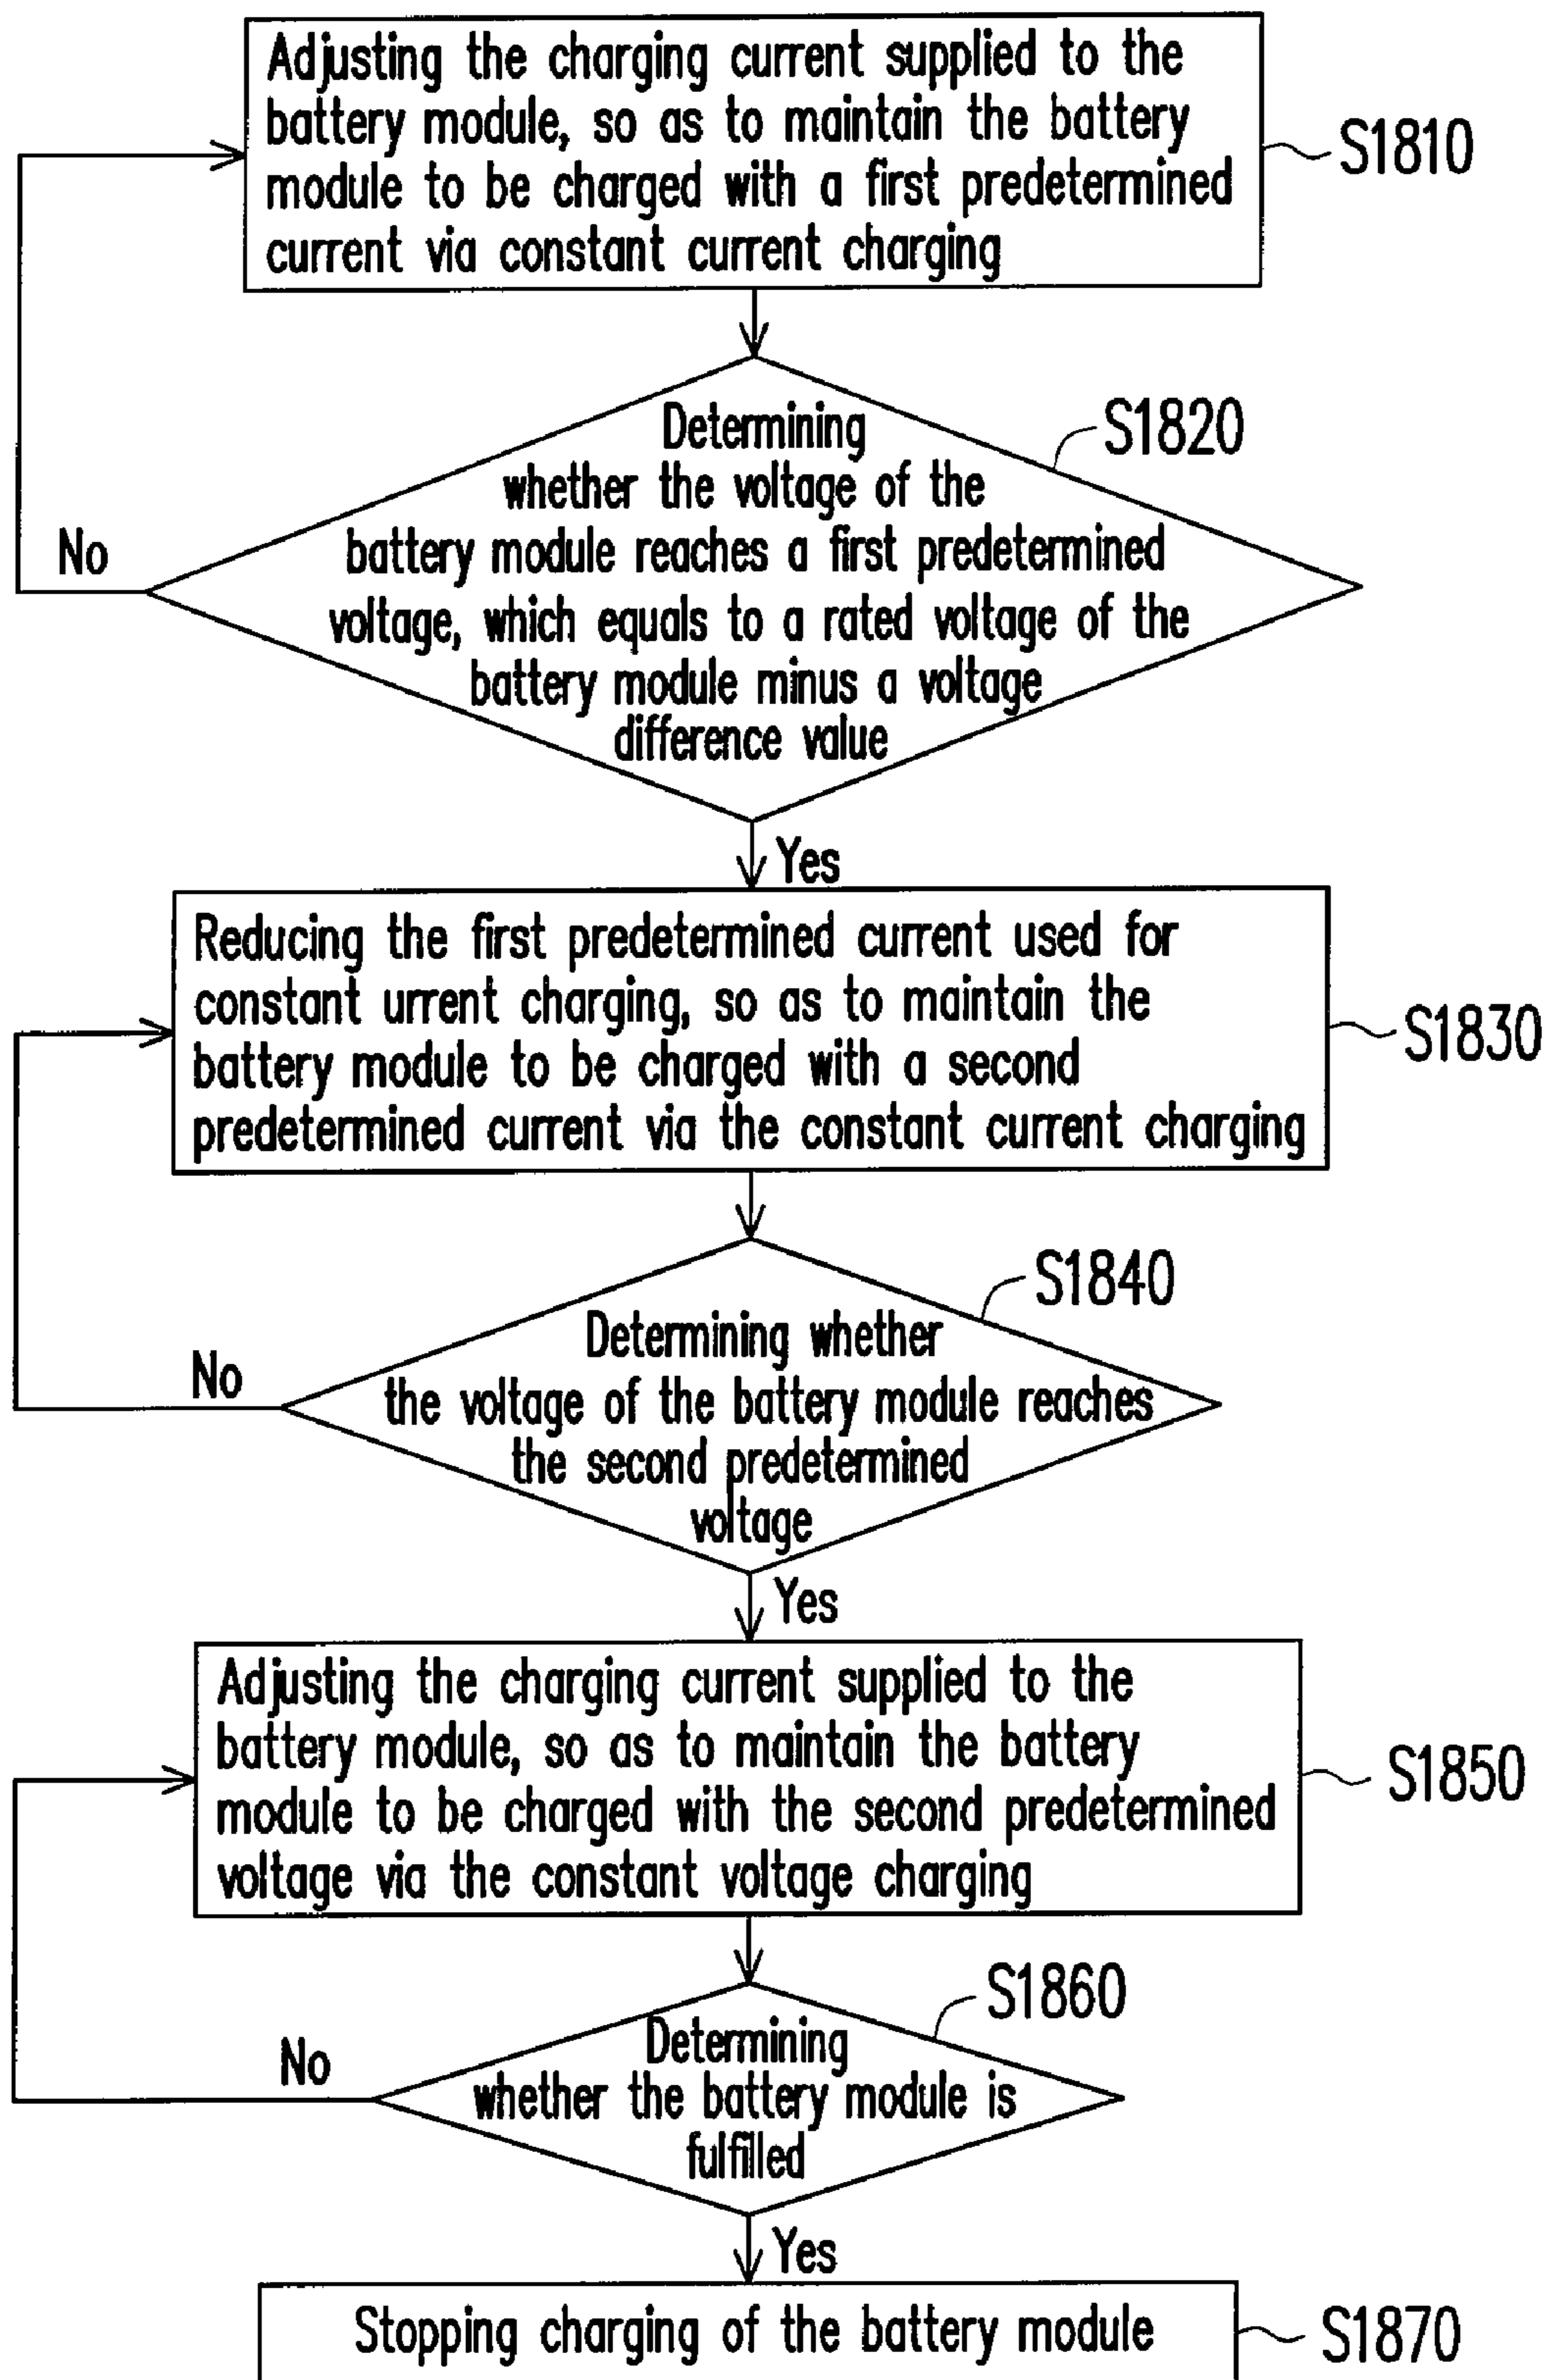 Adjusting the charging current supplied to the
battery module, so as to maintain the battery
module to be charged with a first predetermined
current via constant current charging
S1810
Determining
whether the voltage of the
battery module reaches a first predetermined
voltage, which equals to a rated voltage of the
battery module minus a voltage
difference value
S1820
No
Yes
Reducing the first predetermined current used for
constant urrent charging, so as to maintain the
battery module to be charged with a second
predetermined current via the constant current charging
S1830
Determining whether
the voltage of the battery module reaches
the second predetermined
voltage
S1840
No
Yes
Adjusting the charging current supplied to the
battery module, so as to maintain the battery
module to be charged with the second predetermined
voltage via the constant voltage charging
S1850
Determining
whether the battery module is
fulfilled
S1860
No
Yes
Stopping charging of the battery module
S1870